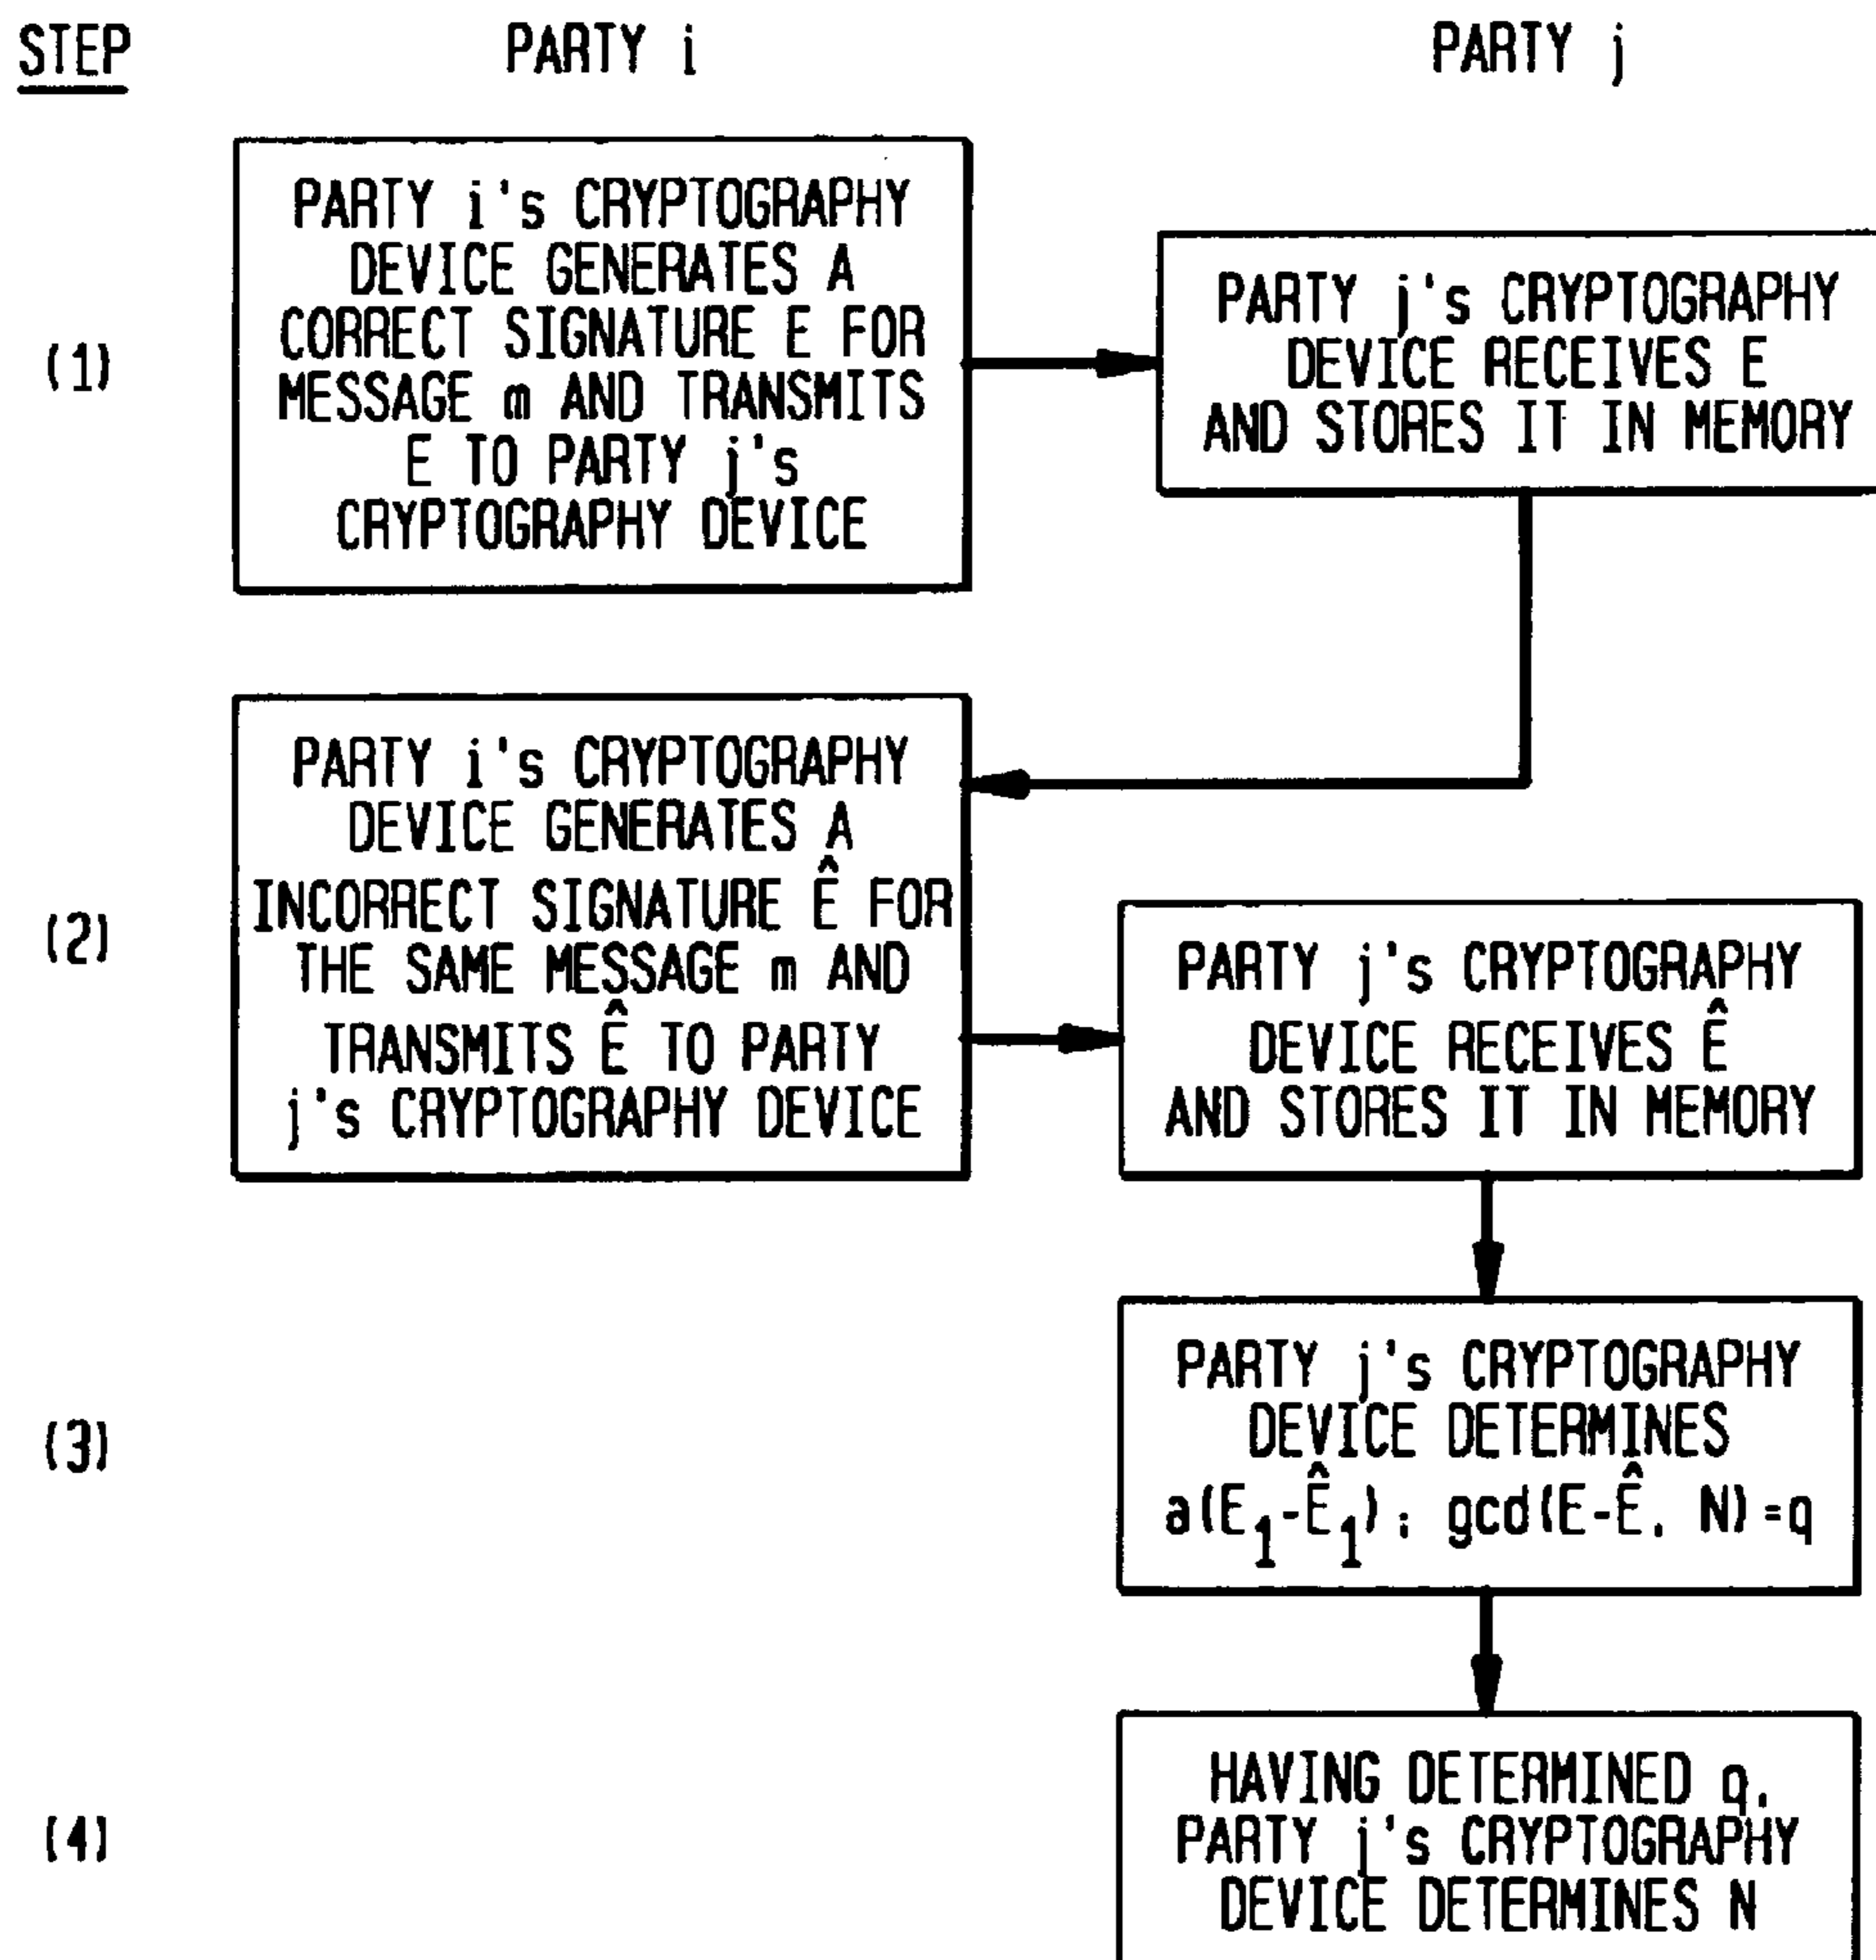 STEP
PARTY i
PARTY j
(1)
PARTY i's CRYPTOGRAPHY
DEVICE GENERATES A
CORRECT SIGNATURE E FOR
MESSAGE m AND TRANSMITS
E TO PARTY j's
CRYPTOGRAPHY DEVICE
PARTY j's CRYPTOGRAPHY
DEVICE RECEIVES E
AND STORES IT IN MEMORY
(2)
PARTY i's CRYPTOGRAPHY
DEVICE GENERATES A
INCORRECT SIGNATURE Ê FOR
THE SAME MESSAGE m AND
TRANSMITS Ê TO PARTY
j's CRYPTOGRAPHY DEVICE
PARTY j's CRYPTOGRAPHY
DEVICE RECEIVES Ê
AND STORES IT IN MEMORY
(3)
PARTY j's CRYPTOGRAPHY
DEVICE DETERMINES
a(E₁-Ê₁); gcd(E-Ê, N)=q
(4)
HAVING DETERMINED q,
PARTY j's CRYPTOGRAPHY
DEVICE DETERMINES N